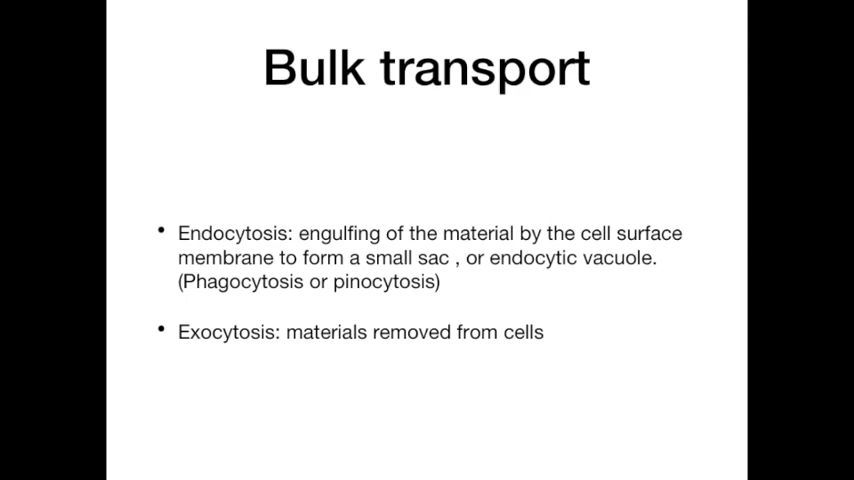 Bulk transport
• Endocytosis: engulfing of the material by the cell surface
membrane to form a small sac , or endocytic vacuole.
(Phagocytosis or pinocytosis)
• Exocytosis: materials removed from cells